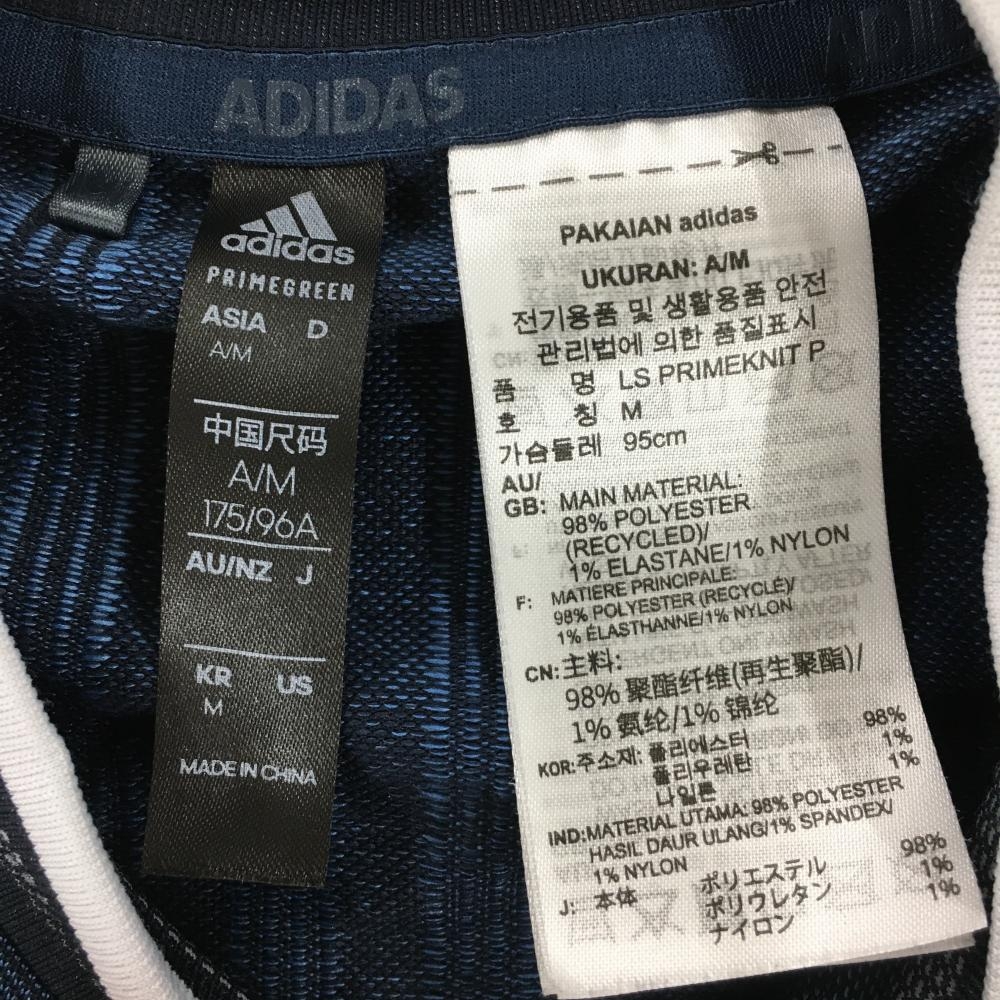 ADIDAS
adidas
PRIMEGREEN
ASIA D
A/M
中国尺码
A/M
175/96A
AU/NZ J
KR US
M
MADE IN CHINA
PAKAIAN adidas
UKURAN: A/M
전기용품 및 생활용품 안전
관리법에 의한 품질표시
품 명 LS PRIMEKNIT P
호 칭 M
가슴둘레 95cm
AU/
GB: MAIN MATERIAL:
98% POLYESTER
(RECYCLED)/
1% ELASTANE/1% NYLON
F: MATIERE PRINCIPALE:
98% POLYESTER (RECYCLÉ)/
1% ÉLASTHANNE/1% NYLON
CN: 主料:
98% 聚酯纤维(再生聚酯)/
1% 氨纶/1% 锦纶
KOR: 주소재: 폴리에스터 98%
폴리우레탄 1%
나일론 1%
IND: MATERIAL UTAMA: 98% POLYESTER
HASIL DAUR ULANG/1% SPANDEX/
1% NYLON
J: 本体 ポリエステル 98%
ポリウレタン 1%
ナイロン 1%